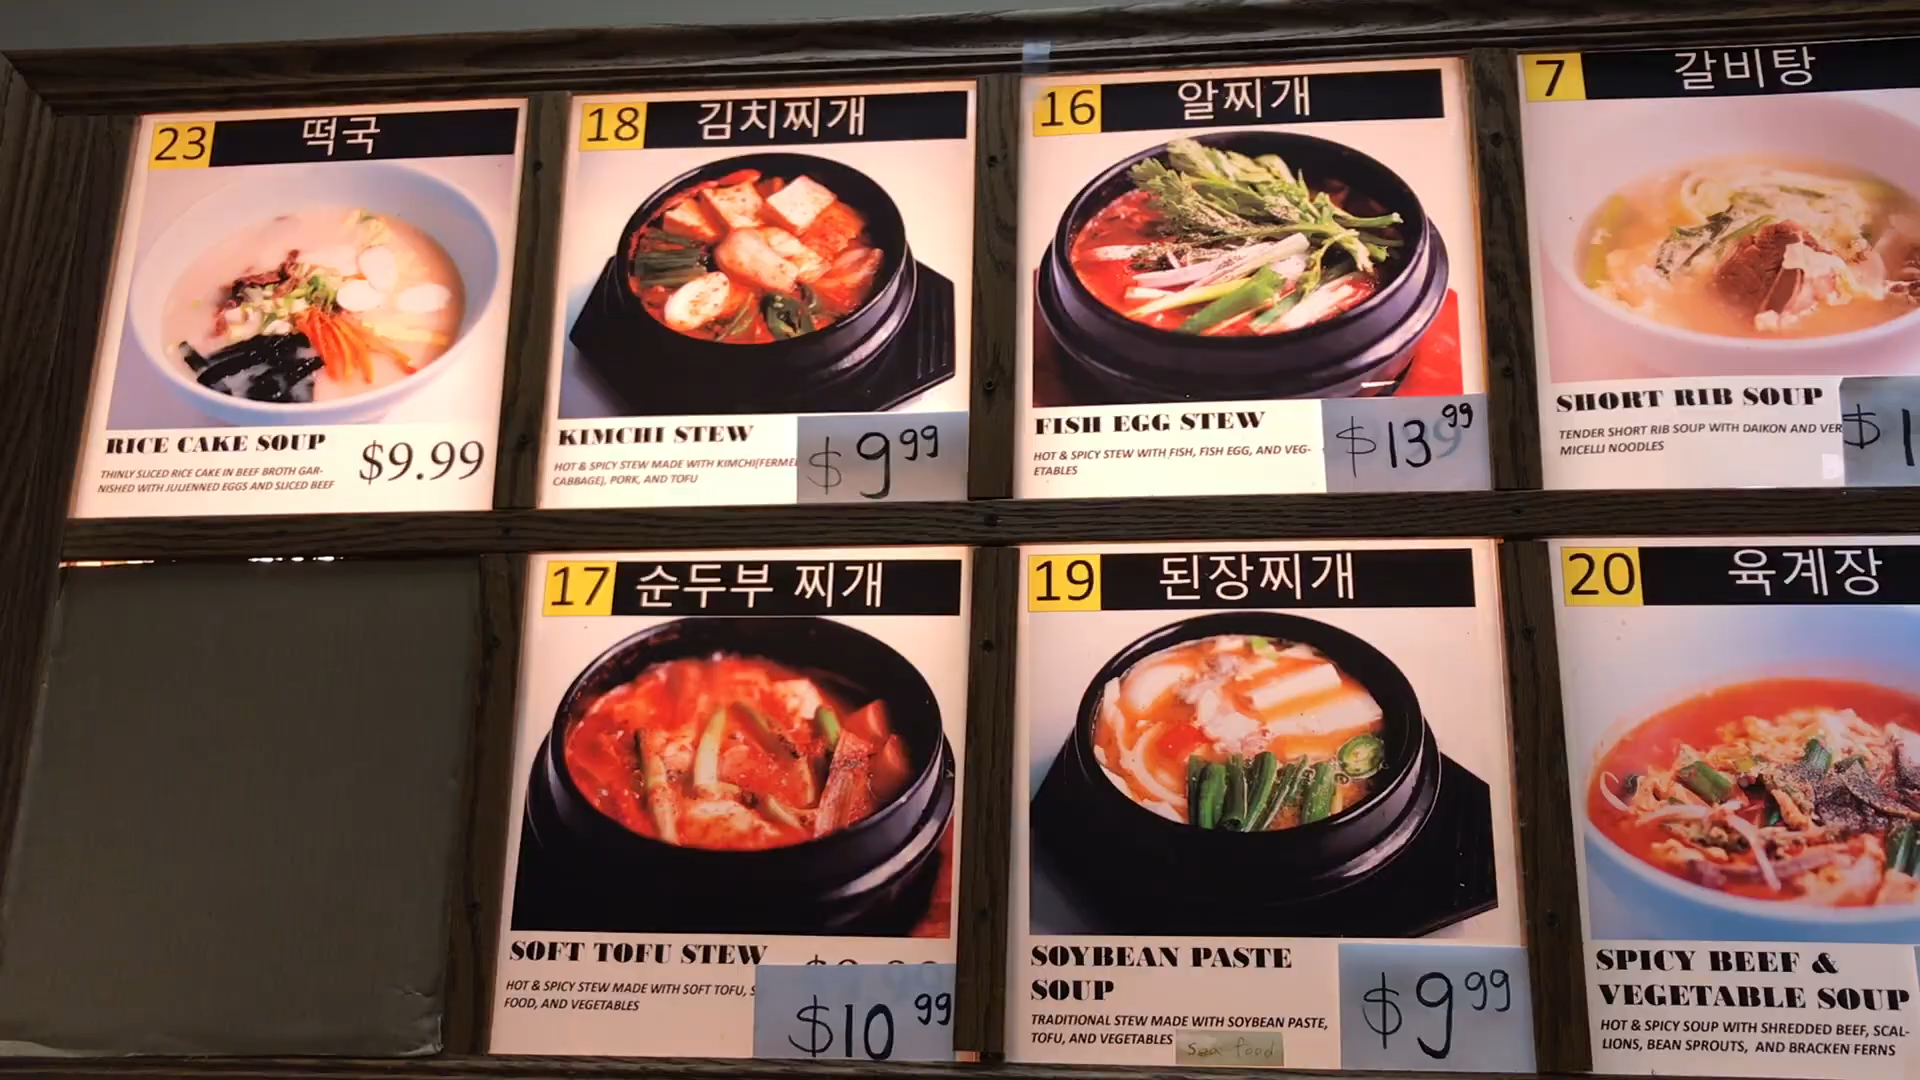 23 떡국
RICE CAKE SOUP
$9.99
THINLY SLICED RICE CAKE IN BEEF BROTH GAR-
NISHED WITH JULIENNED EGGS AND SLICED BEEF
18 김치찌개
KIMCHI STEW
HOT & SPICY STEW MADE WITH KIMCHI(FERME
CABBAGE), PORK, AND TOFU
$9.99
16 알찌개
FISH EGG STEW
HOT & SPICY STEW WITH FISH, FISH EGG, AND VEG-
ETABLES
$13.99
7 갈비탕
SHORT RIB SOUP
TENDER SHORT RIB SOUP WITH DAIKON AND VER
MICELLI NOODLES
$1
17 순두부 찌개
SOFT TOFU STEW
HOT & SPICY STEW MADE WITH SOFT TOFU, S
FOOD, AND VEGETABLES
$10.99
19 된장찌개
SOYBEAN PASTE
SOUP
TRADITIONAL STEW MADE WITH SOYBEAN PASTE,
TOFU, AND VEGETABLES sea food
$9.99
20 육계장
SPICY BEEF &
VEGETABLE SOUP
HOT & SPICY SOUP WITH SHREDDED BEEF, SCAL-
LIONS, BEAN SPROUTS, AND BRACKEN FERNS